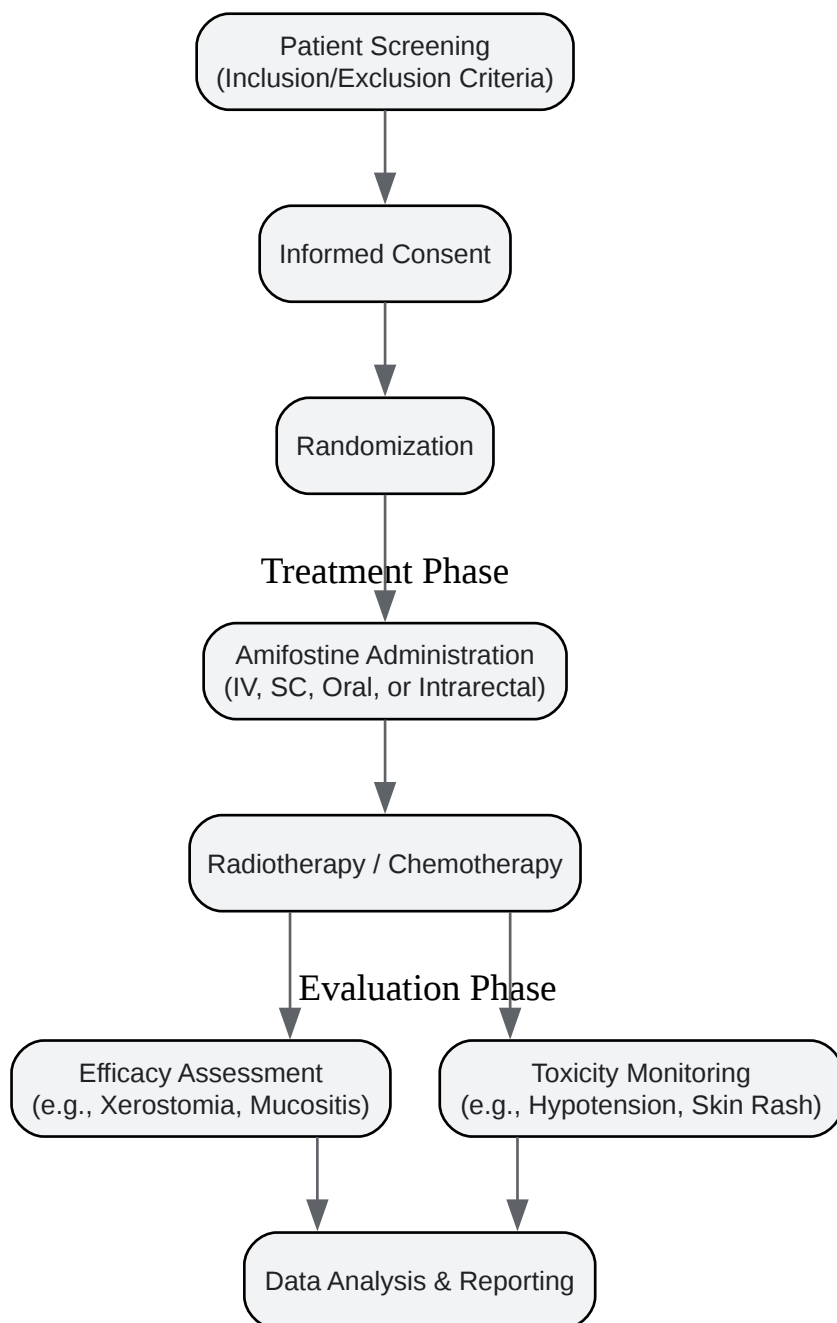 Patient Screening
(Inclusion/Exclusion Criteria)
Informed Consent
Randomization
Treatment Phase
Amifostine Administration
(IV, SC, Oral, or Intrarectal)
Radiotherapy / Chemotherapy
Evaluation Phase
Efficacy Assessment
(e.g., Xerostomia, Mucositis)
Toxicity Monitoring
(e.g., Hypotension, Skin Rash)
Data Analysis & Reporting